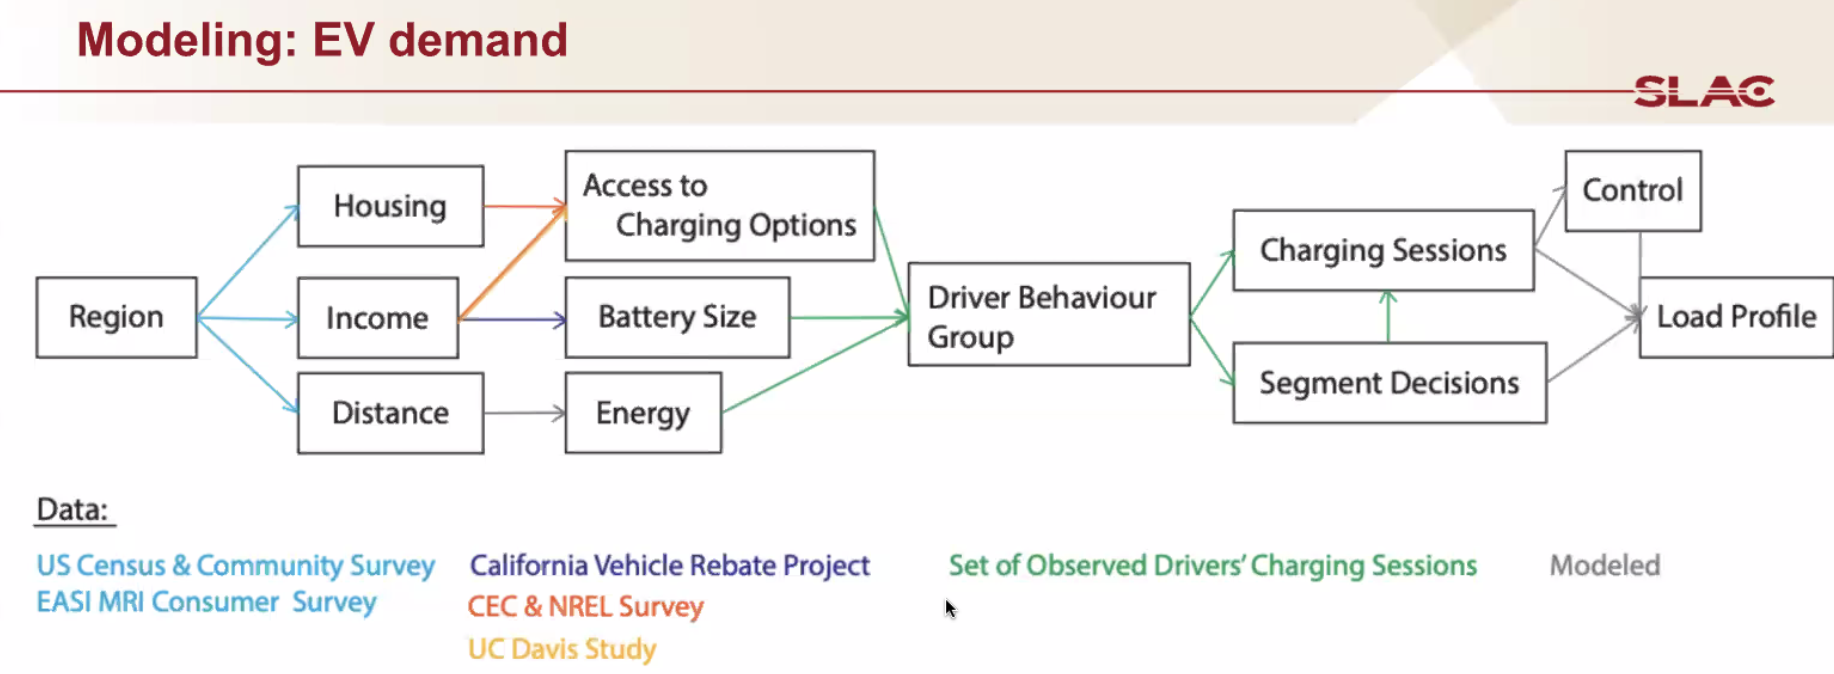 Modeling: EV demand
SLAC
Housing
Access to
Charging Options
Control
Charging Sessions
Region
Income
Battery Size
Driver Behaviour
Group
Load Profile
Distance
Energy
Segment Decisions
Data:
US Census & Community Survey
EASI MRI Consumer Survey
California Vehicle Rebate Project
CEC & NREL Survey
UC Davis Study
Set of Observed Drivers' Charging Sessions
Modeled